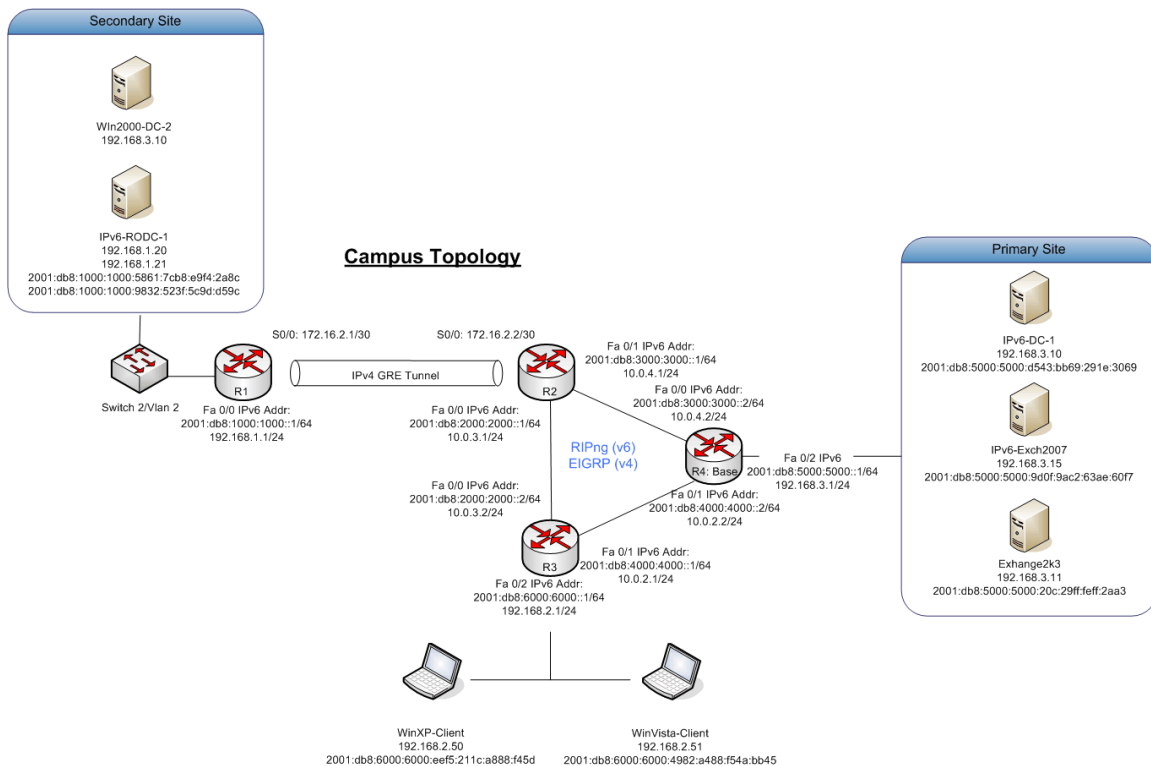 Secondary Site
WIn2000-DC-2
192.168.3.10
IPv6-RODC-1
192.168.1.20
192.168.1.21
2001:db8:1000:1000:5861:7cb8:e9f4:2a8c
2001:db8:1000:1000:9832:523f:5c9d:d59c
Campus Topology
Primary Site
IPv6-DC-1
192.168.3.10
2001:db8:5000:5000:d543:bb69:291e:3069
IPv6-Exch2007
192.168.3.15
2001:db8:5000:5000:9d0f:9ac2:63ae:60f7
Exhange2k3
192.168.3.11
2001:db8:5000:5000:20c:29ff:feff:2aa3
Switch 2/Vlan 2
R1
Fa 0/0 IPv6 Addr:
2001:db8:1000:1000::1/64
192.168.1.1/24
S0/0: 172.16.2.1/30
IPv4 GRE Tunnel
S0/0: 172.16.2.2/30
R2
Fa 0/1 IPv6 Addr:
2001:db8:3000:3000::1/64
10.0.4.1/24
Fa 0/0 IPv6 Addr:
2001:db8:3000:3000::2/64
10.0.4.2/24
Fa 0/0 IPv6 Addr:
2001:db8:2000:2000::1/64
10.0.3.1/24
RIPng (v6)
EIGRP (v4)
R4: Base
Fa 0/2 IPv6
2001:db8:5000:5000::1/64
192.168.3.1/24
Fa 0/0 IPv6 Addr:
2001:db8:2000:2000::2/64
10.0.3.2/24
Fa 0/1 IPv6 Addr:
2001:db8:4000:4000::2/64
10.0.2.2/24
R3
Fa 0/1 IPv6 Addr:
2001:db8:4000:4000::1/64
10.0.2.1/24
Fa 0/2 IPv6 Addr:
2001:db8:6000:6000::1/64
192.168.2.1/24
WinXP-Client
192.168.2.50
2001:db8:6000:6000:eef5:211c:a888:f45d
WinVista-Client
192.168.2.51
2001:db8:6000:6000:4982:a488:f54a:bb45